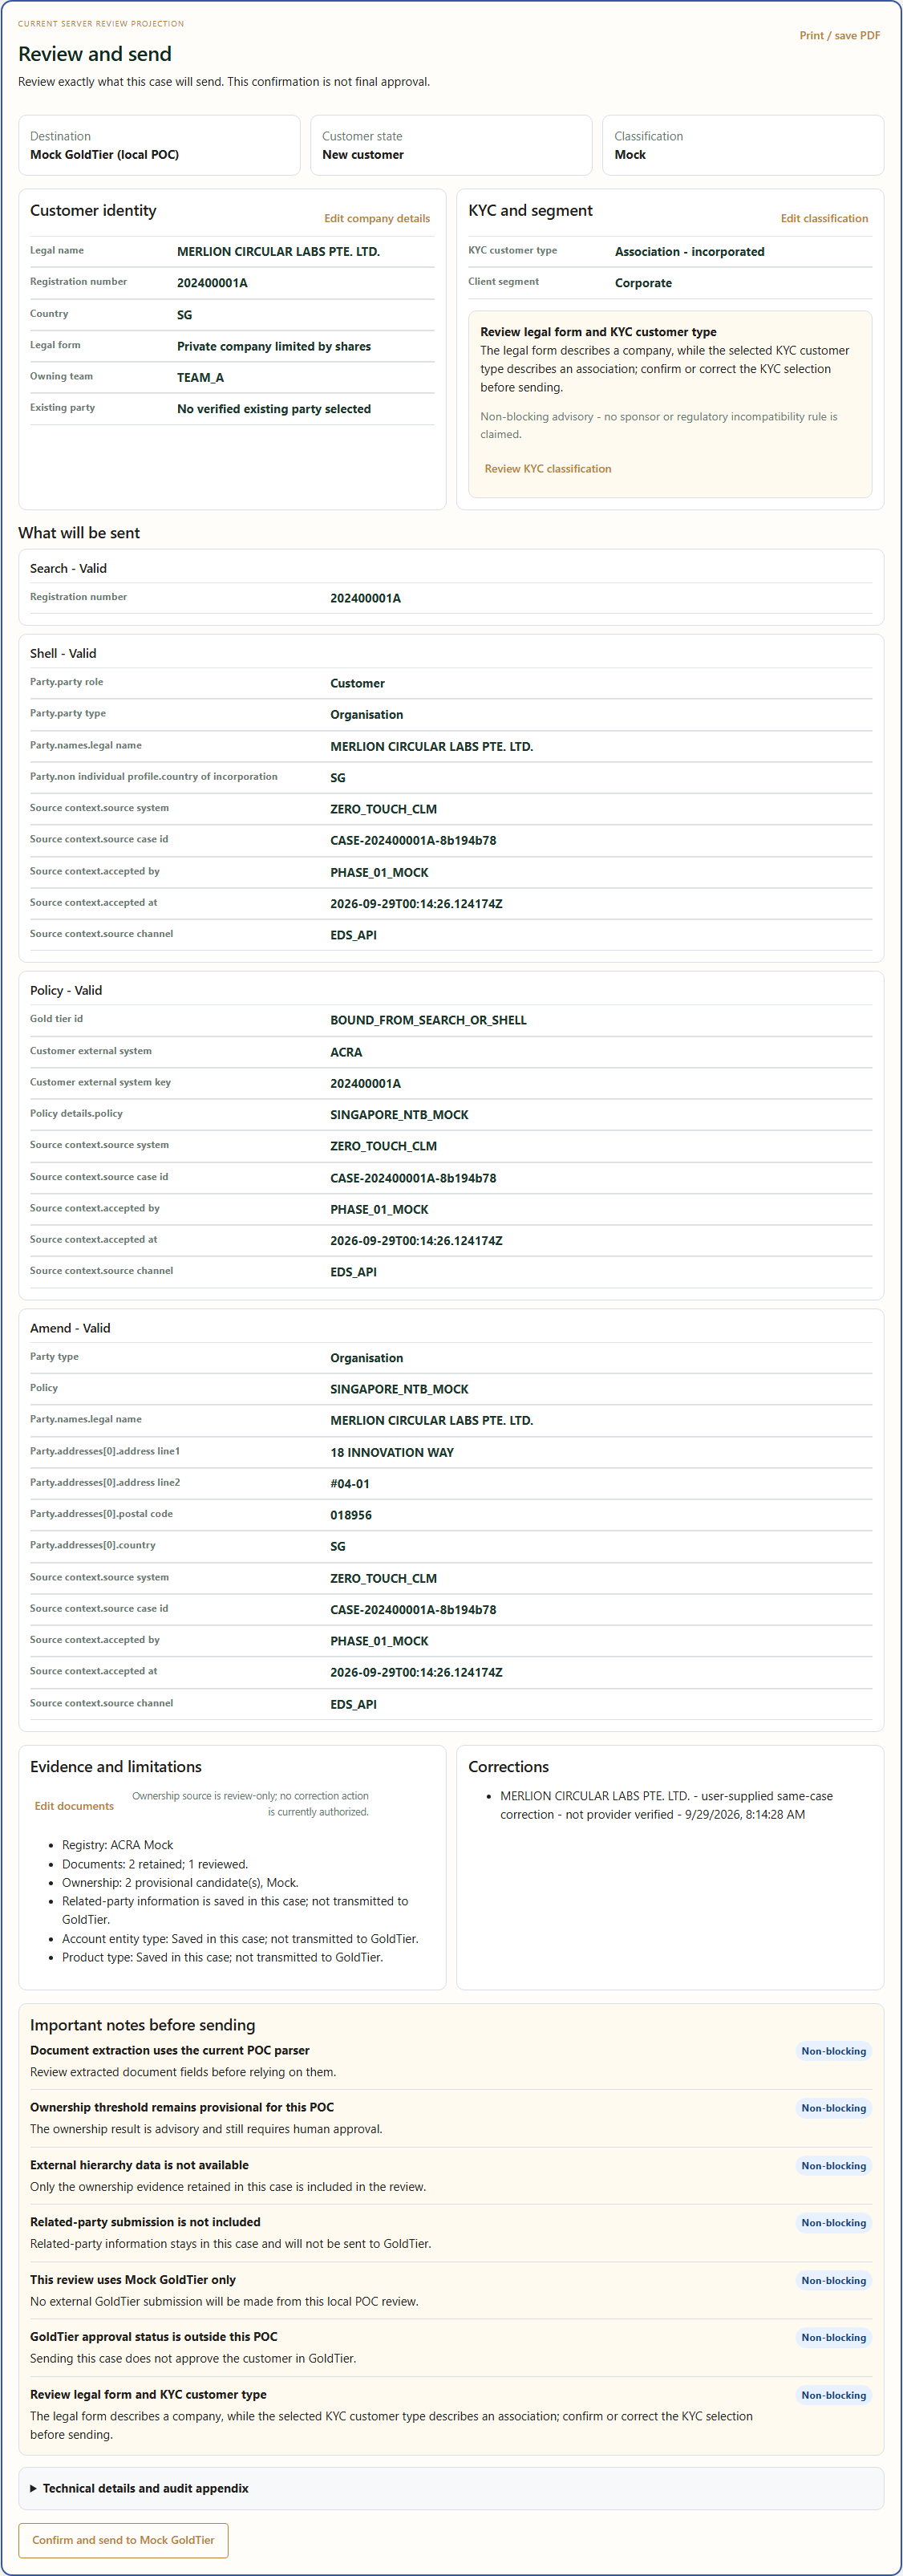 CURRENT SERVER REVIEW PROJECTION
Print / save PDF
Review and send
Review exactly what this case will send. This confirmation is not final approval.
Destination
Mock GoldTier (local POC)
Customer state
New customer
Classification
Mock
Customer identity
Edit company details
Legal name MERLION CIRCULAR LABS PTE. LTD.
Registration number 202400001A
Country SG
Legal form Private company limited by shares
Owning team TEAM_A
Existing party No verified existing party selected
KYC and segment
Edit classification
KYC customer type Association - incorporated
Client segment Corporate
Review legal form and KYC customer type
The legal form describes a company, while the selected KYC customer
type describes an association; confirm or correct the KYC selection
before sending.
Non-blocking advisory - no sponsor or regulatory incompatibility rule is
claimed.
Review KYC classification
What will be sent
Search - Valid
Registration number 202400001A
Shell - Valid
Party.party role Customer
Party.party type Organisation
Party.names.legal name MERLION CIRCULAR LABS PTE. LTD.
Party.non individual profile.country of incorporation SG
Source context.source system ZERO_TOUCH_CLM
Source context.source case id CASE-202400001A-8b194b78
Source context.accepted by PHASE_01_MOCK
Source context.accepted at 2026-09-29T00:14:26.124174Z
Source context.source channel EDS_API
Policy - Valid
Gold tier id BOUND_FROM_SEARCH_OR_SHELL
Customer external system ACRA
Customer external system key 202400001A
Policy details.policy SINGAPORE_NTB_MOCK
Source context.source system ZERO_TOUCH_CLM
Source context.source case id CASE-202400001A-8b194b78
Source context.accepted by PHASE_01_MOCK
Source context.accepted at 2026-09-29T00:14:26.124174Z
Source context.source channel EDS_API
Amend - Valid
Party type Organisation
Policy SINGAPORE_NTB_MOCK
Party.names.legal name MERLION CIRCULAR LABS PTE. LTD.
Party.addresses[0].address line1 18 INNOVATION WAY
Party.addresses[0].address line2 #04-01
Party.addresses[0].postal code 018956
Party.addresses[0].country SG
Source context.source system ZERO_TOUCH_CLM
Source context.source case id CASE-202400001A-8b194b78
Source context.accepted by PHASE_01_MOCK
Source context.accepted at 2026-09-29T00:14:26.124174Z
Source context.source channel EDS_API
Evidence and limitations
Edit documents
Ownership source is review-only; no correction action
is currently authorized.
• Registry: ACRA Mock
• Documents: 2 retained; 1 reviewed.
• Ownership: 2 provisional candidate(s), Mock.
• Related-party information is saved in this case; not transmitted to
GoldTier.
• Account entity type: Saved in this case; not transmitted to GoldTier.
• Product type: Saved in this case; not transmitted to GoldTier.
Corrections
• MERLION CIRCULAR LABS PTE. LTD. - user-supplied same-case
correction - not provider verified - 9/29/2026, 8:14:28 AM
Important notes before sending
Document extraction uses the current POC parser
Non-blocking
Review extracted document fields before relying on them.
Ownership threshold remains provisional for this POC
Non-blocking
The ownership result is advisory and still requires human approval.
External hierarchy data is not available
Non-blocking
Only the ownership evidence retained in this case is included in the review.
Related-party submission is not included
Non-blocking
Related-party information stays in this case and will not be sent to GoldTier.
This review uses Mock GoldTier only
Non-blocking
No external GoldTier submission will be made from this local POC review.
GoldTier approval status is outside this POC
Non-blocking
Sending this case does not approve the customer in GoldTier.
Review legal form and KYC customer type
Non-blocking
The legal form describes a company, while the selected KYC customer type describes an association; confirm or correct the KYC selection
before sending.
Technical details and audit appendix
Confirm and send to Mock GoldTier